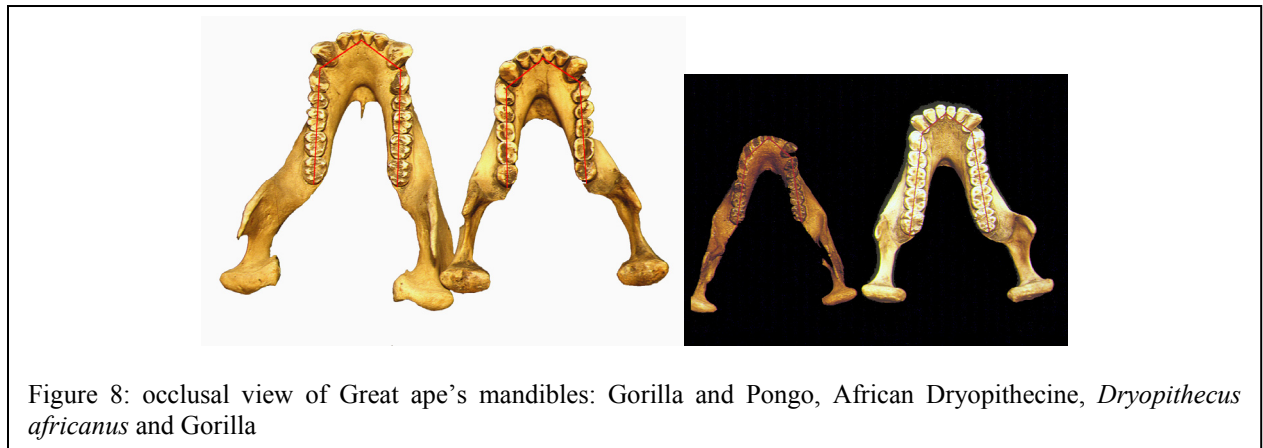 Figure 8: occlusal view of Great ape’s mandibles: Gorilla and Pongo, African Dryopithecine, Dryopithecus
africanus and Gorilla